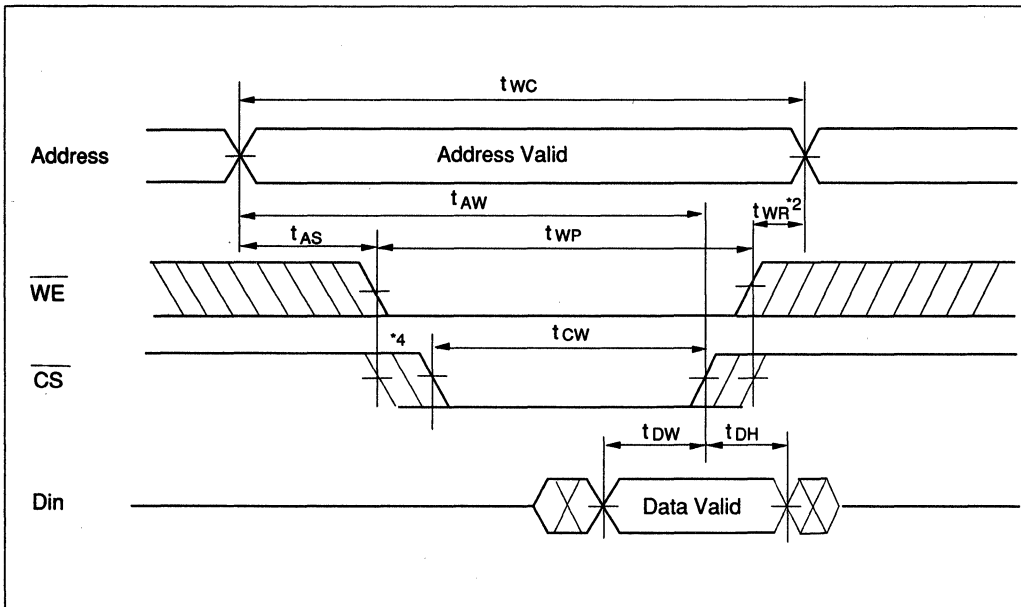 tWC
Address
Address Valid
tAW
tAS
tWP
tWR*2
WE
*4
tCW
CS
tDW
tDH
Din
Data Valid